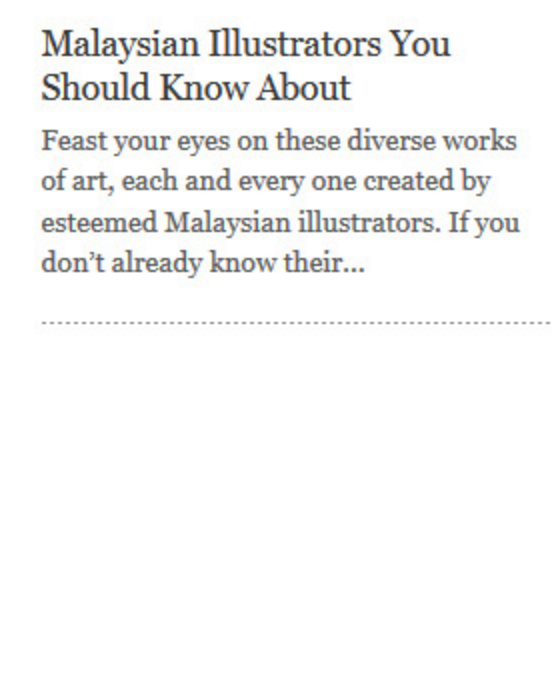 Malaysian Illustrators You
Should Know About
Feast your eyes on these diverse works
of art, each and every one created by
esteemed Malaysian illustrators. If you
don’t already know their...